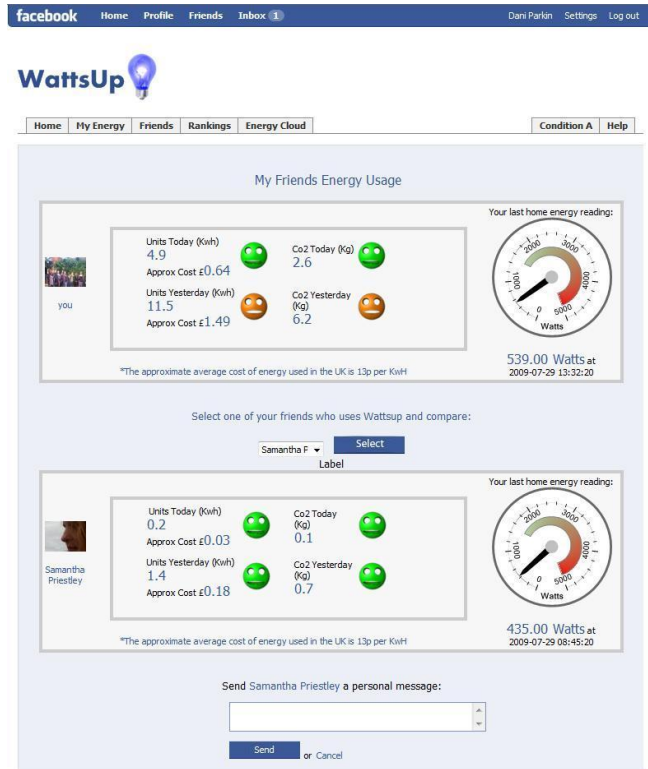 facebook Home Profile Friends Inbox 1 Dani Parkin Settings Log out
WattsUp
Home My Energy Friends Rankings Energy Cloud Condition A Help
My Friends Energy Usage
you
Units Today (Kwh)
4.9
Approx Cost £0.64
Co2 Today (Kg)
2.6
Units Yesterday (Kwh)
11.5
Approx Cost £1.49
Co2 Yesterday
(Kg)
6.2
*The approximate average cost of energy used in the UK is 13p per KwH
Your last home energy reading:
0 1000 2000 3000 4000 5000
Watts
539.00 Watts at
2009-07-29 13:32:20
Select one of your friends who uses Wattsup and compare:
Samantha P Select
Label
Samantha
Priestley
Units Today (Kwh)
0.2
Approx Cost £0.03
Co2 Today
(Kg)
0.1
Units Yesterday (Kwh)
1.4
Approx Cost £0.18
Co2 Yesterday
(Kg)
0.7
*The approximate average cost of energy used in the UK is 13p per KwH
Your last home energy reading:
0 1000 2000 3000 4000 5000
Watts
435.00 Watts at
2009-07-29 08:45:20
Send Samantha Priestley a personal message:
Send or Cancel